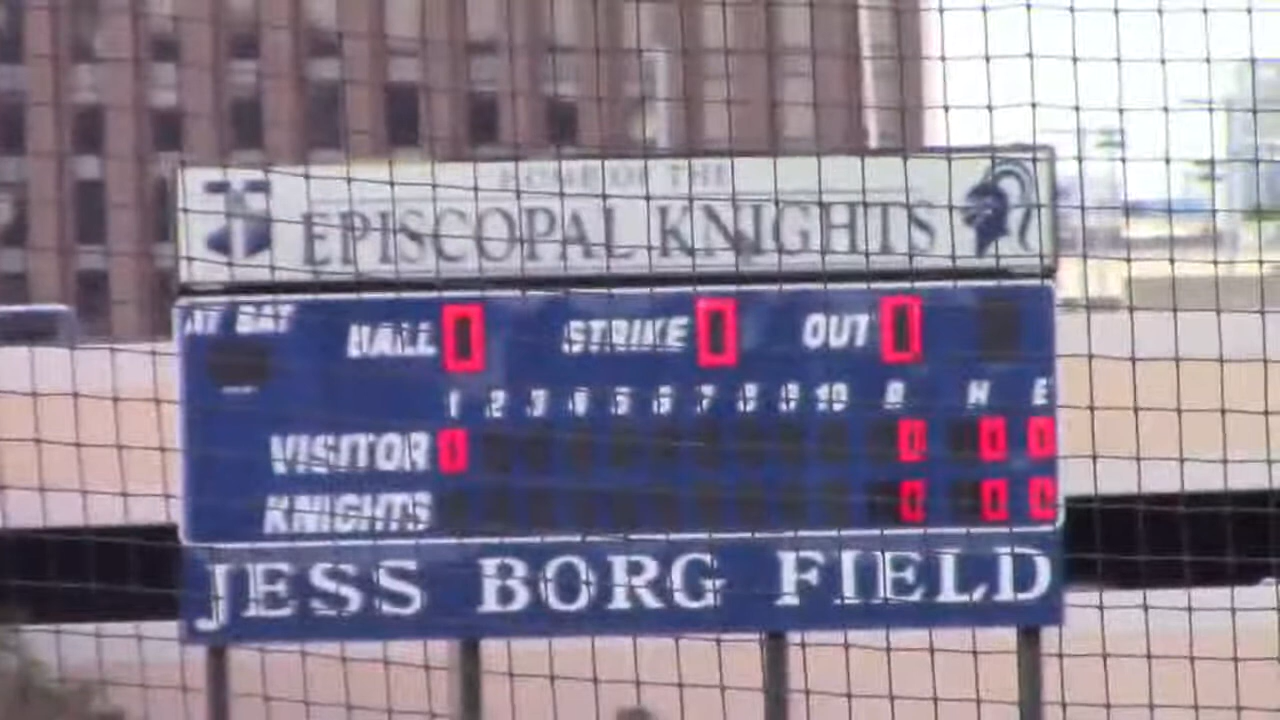 HOME OF THE
EPISCOPAL KNIGHTS
AT BAT BALL 0 STRIKE 0 OUT 0
1 2 3 4 5 6 7 8 9 10 R H E
VISITOR 0 0 0 0
KNIGHTS 0 0 0
JESS BORG FIELD